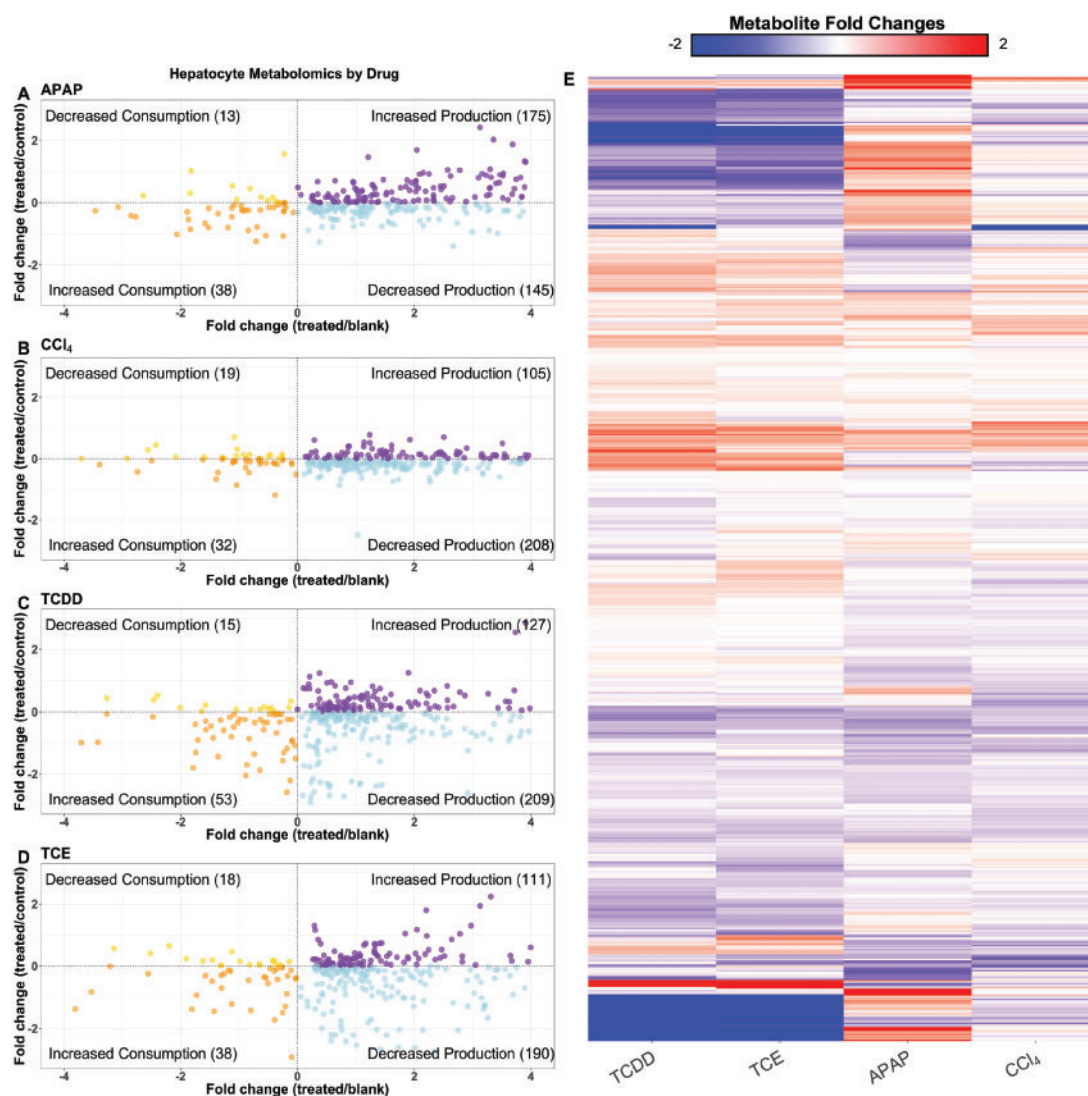 Metabolite Fold Changes
-2
2
Hepatocyte Metabolomics by Drug
A
APAP
Decreased Consumption (13)
Increased Production (175)
2
0
-2
Increased Consumption (38)
Decreased Production (145)
-4
-2
0
2
4
Fold change (treated/control)
Fold change (treated/blank)
B
CCl₄
Decreased Consumption (19)
Increased Production (105)
2
0
-2
Increased Consumption (32)
Decreased Production (208)
-4
-2
0
2
4
Fold change (treated/control)
Fold change (treated/blank)
C
TCDD
Decreased Consumption (15)
Increased Production (127)
2
0
-2
Increased Consumption (53)
Decreased Production (209)
-4
-2
0
2
4
Fold change (treated/control)
Fold change (treated/blank)
D
TCE
Decreased Consumption (18)
Increased Production (111)
2
0
-2
Increased Consumption (38)
Decreased Production (190)
-4
-2
0
2
4
Fold change (treated/control)
Fold change (treated/blank)
E
TCDD
TCE
APAP
CCl₄